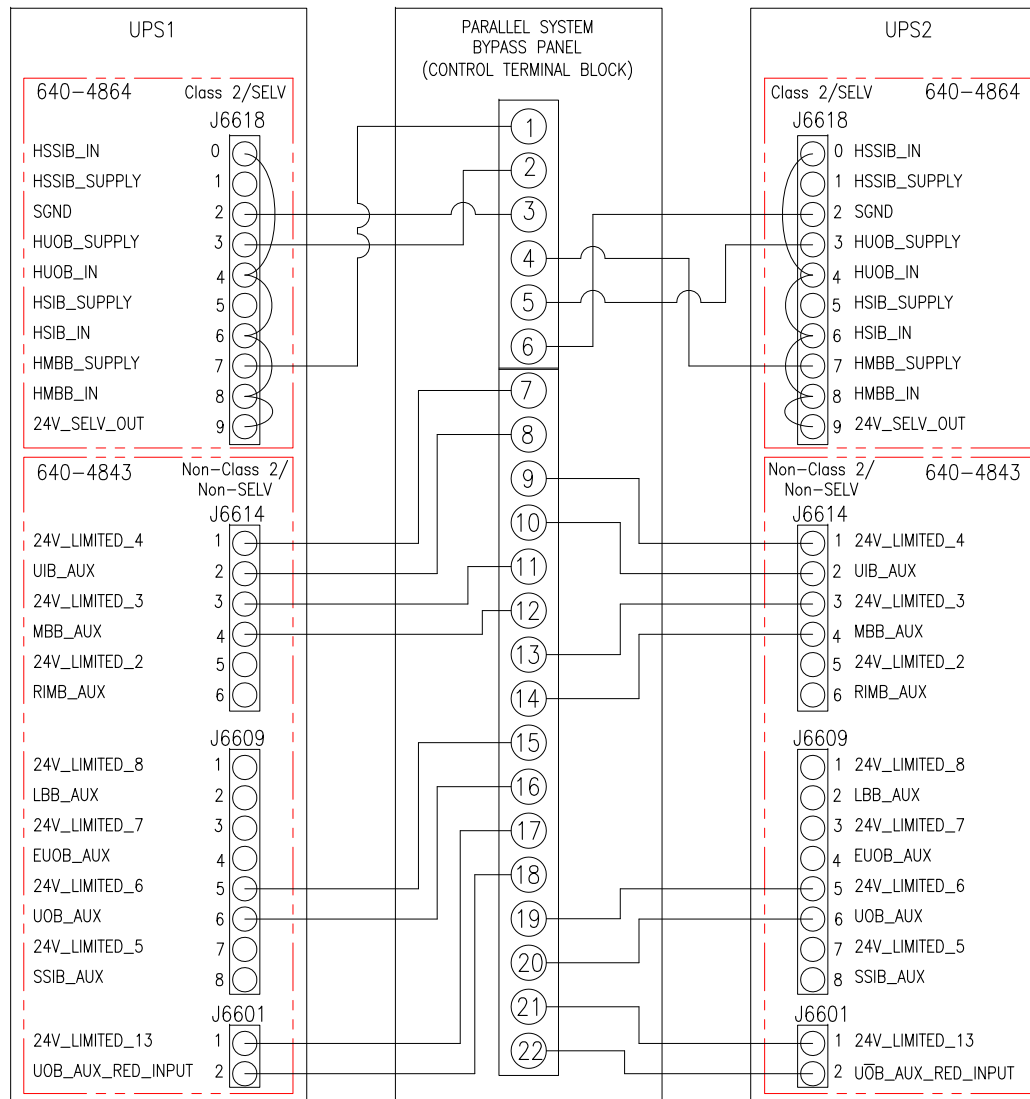 UPS1
640-4864
Class 2/SELV
J6618
HSSIB_IN 0
HSSIB_SUPPLY 1
SGND 2
HUOB_SUPPLY 3
HUOB_IN 4
HSIB_SUPPLY 5
HSIB_IN 6
HMBB_SUPPLY 7
HMBB_IN 8
24V_SELV_OUT 9
640-4843
Non-Class 2/
Non-SELV
J6614
24V_LIMITED_4 1
UIB_AUX 2
24V_LIMITED_3 3
MBB_AUX 4
24V_LIMITED_2 5
RIMB_AUX 6
J6609
24V_LIMITED_8 1
LBB_AUX 2
24V_LIMITED_7 3
EUOB_AUX 4
24V_LIMITED_6 5
UOB_AUX 6
24V_LIMITED_5 7
SSIB_AUX 8
J6601
24V_LIMITED_13 1
UOB_AUX_RED_INPUT 2
PARALLEL SYSTEM
BYPASS PANEL
(CONTROL TERMINAL BLOCK)
1
2
3
4
5
6
7
8
9
10
11
12
13
14
15
16
17
18
19
20
21
22
UPS2
Class 2/SELV
640-4864
J6618
0 HSSIB_IN
1 HSSIB_SUPPLY
2 SGND
3 HUOB_SUPPLY
4 HUOB_IN
5 HSIB_SUPPLY
6 HSIB_IN
7 HMBB_SUPPLY
8 HMBB_IN
9 24V_SELV_OUT
Non-Class 2/
Non-SELV
640-4843
J6614
1 24V_LIMITED_4
2 UIB_AUX
3 24V_LIMITED_3
4 MBB_AUX
5 24V_LIMITED_2
6 RIMB_AUX
J6609
1 24V_LIMITED_8
2 LBB_AUX
3 24V_LIMITED_7
4 EUOB_AUX
5 24V_LIMITED_6
6 UOB_AUX
7 24V_LIMITED_5
8 SSIB_AUX
J6601
1 24V_LIMITED_13
2 UOB_AUX_RED_INPUT